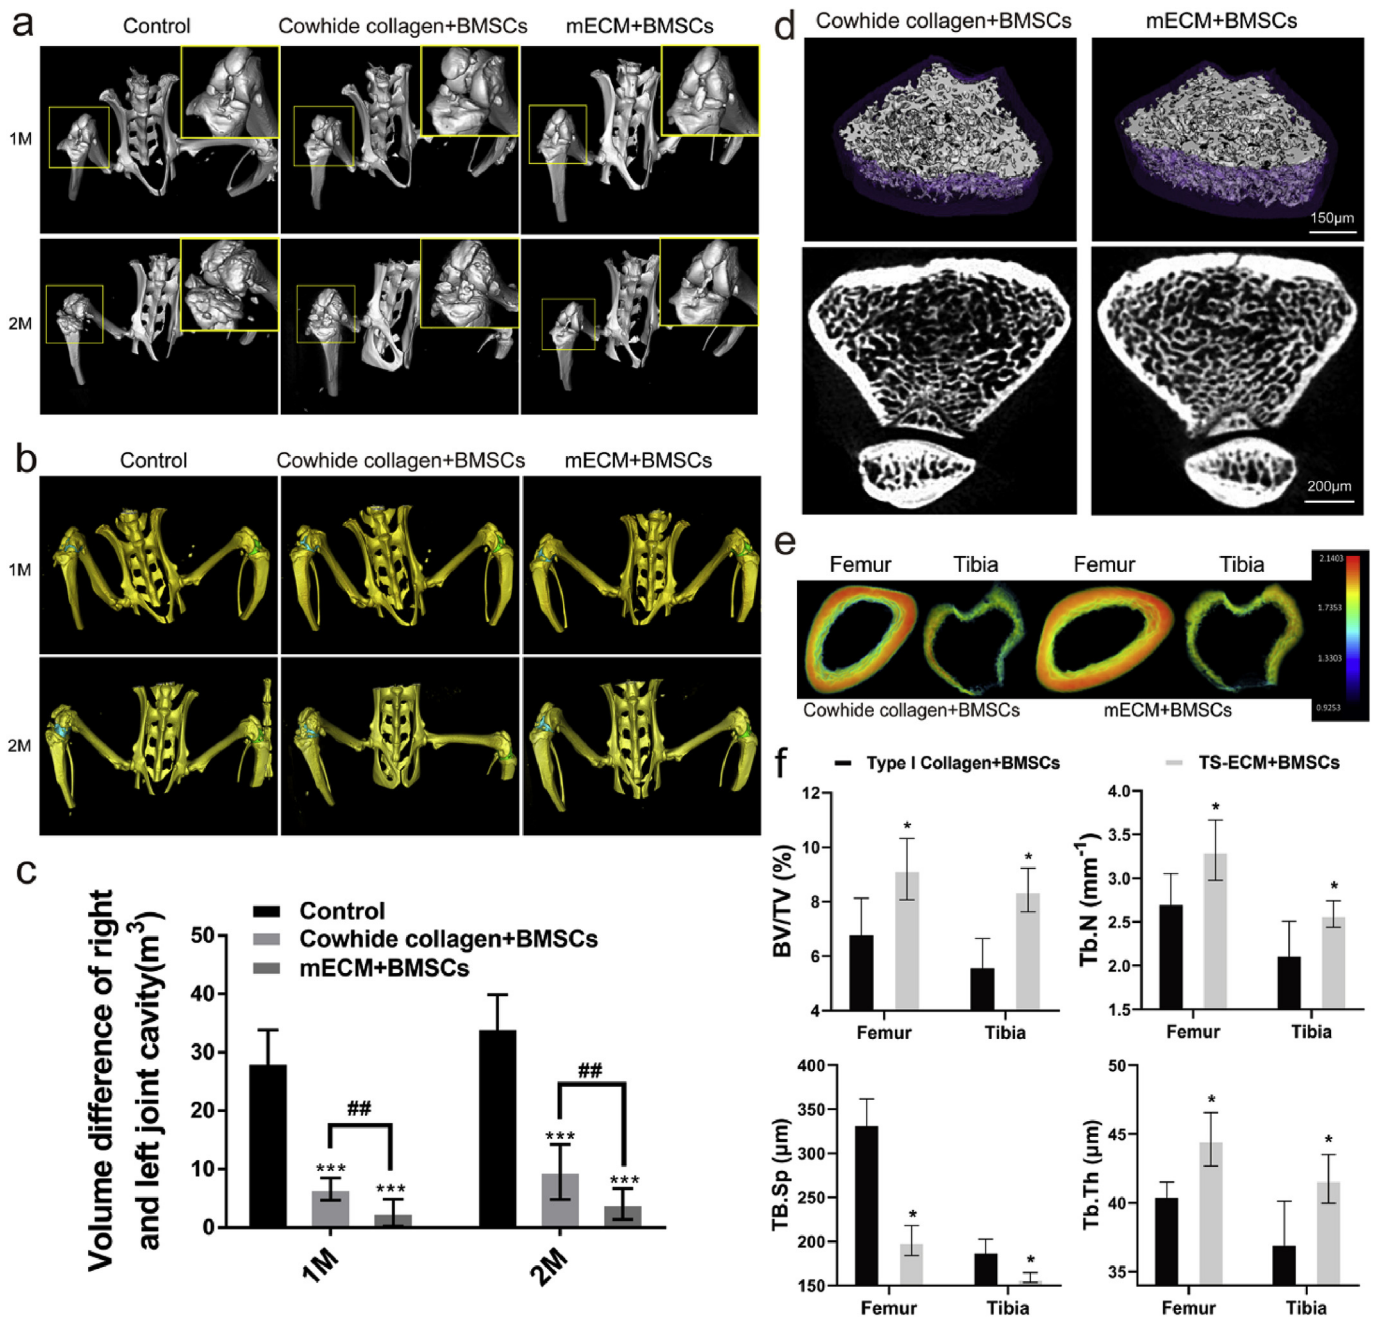 a
Control
Cowhide collagen+BMSCs
mECM+BMSCs
1M
2M
b
Control
Cowhide collagen+BMSCs
mECM+BMSCs
1M
2M
c
Volume difference of right
and left joint cavity(m³)
Control
Cowhide collagen+BMSCs
mECM+BMSCs
50
40
30
20
10
0
***
##
***
***
##
***
1M
2M
d
Cowhide collagen+BMSCs
mECM+BMSCs
150μm
200μm
e
Femur
Tibia
Femur
Tibia
2.1403
1.7353
1.3303
0.9253
Cowhide collagen+BMSCs
mECM+BMSCs
f
Type I Collagen+BMSCs
TS-ECM+BMSCs
BV/TV (%)
12
10
8
6
4
*
*
Femur
Tibia
Tb.N (mm⁻¹)
4.0
3.5
3.0
2.5
2.0
1.5
*
*
Femur
Tibia
TB.Sp (μm)
400
350
300
250
200
150
*
*
Femur
Tibia
Tb.Th (μm)
50
45
40
35
*
*
Femur
Tibia